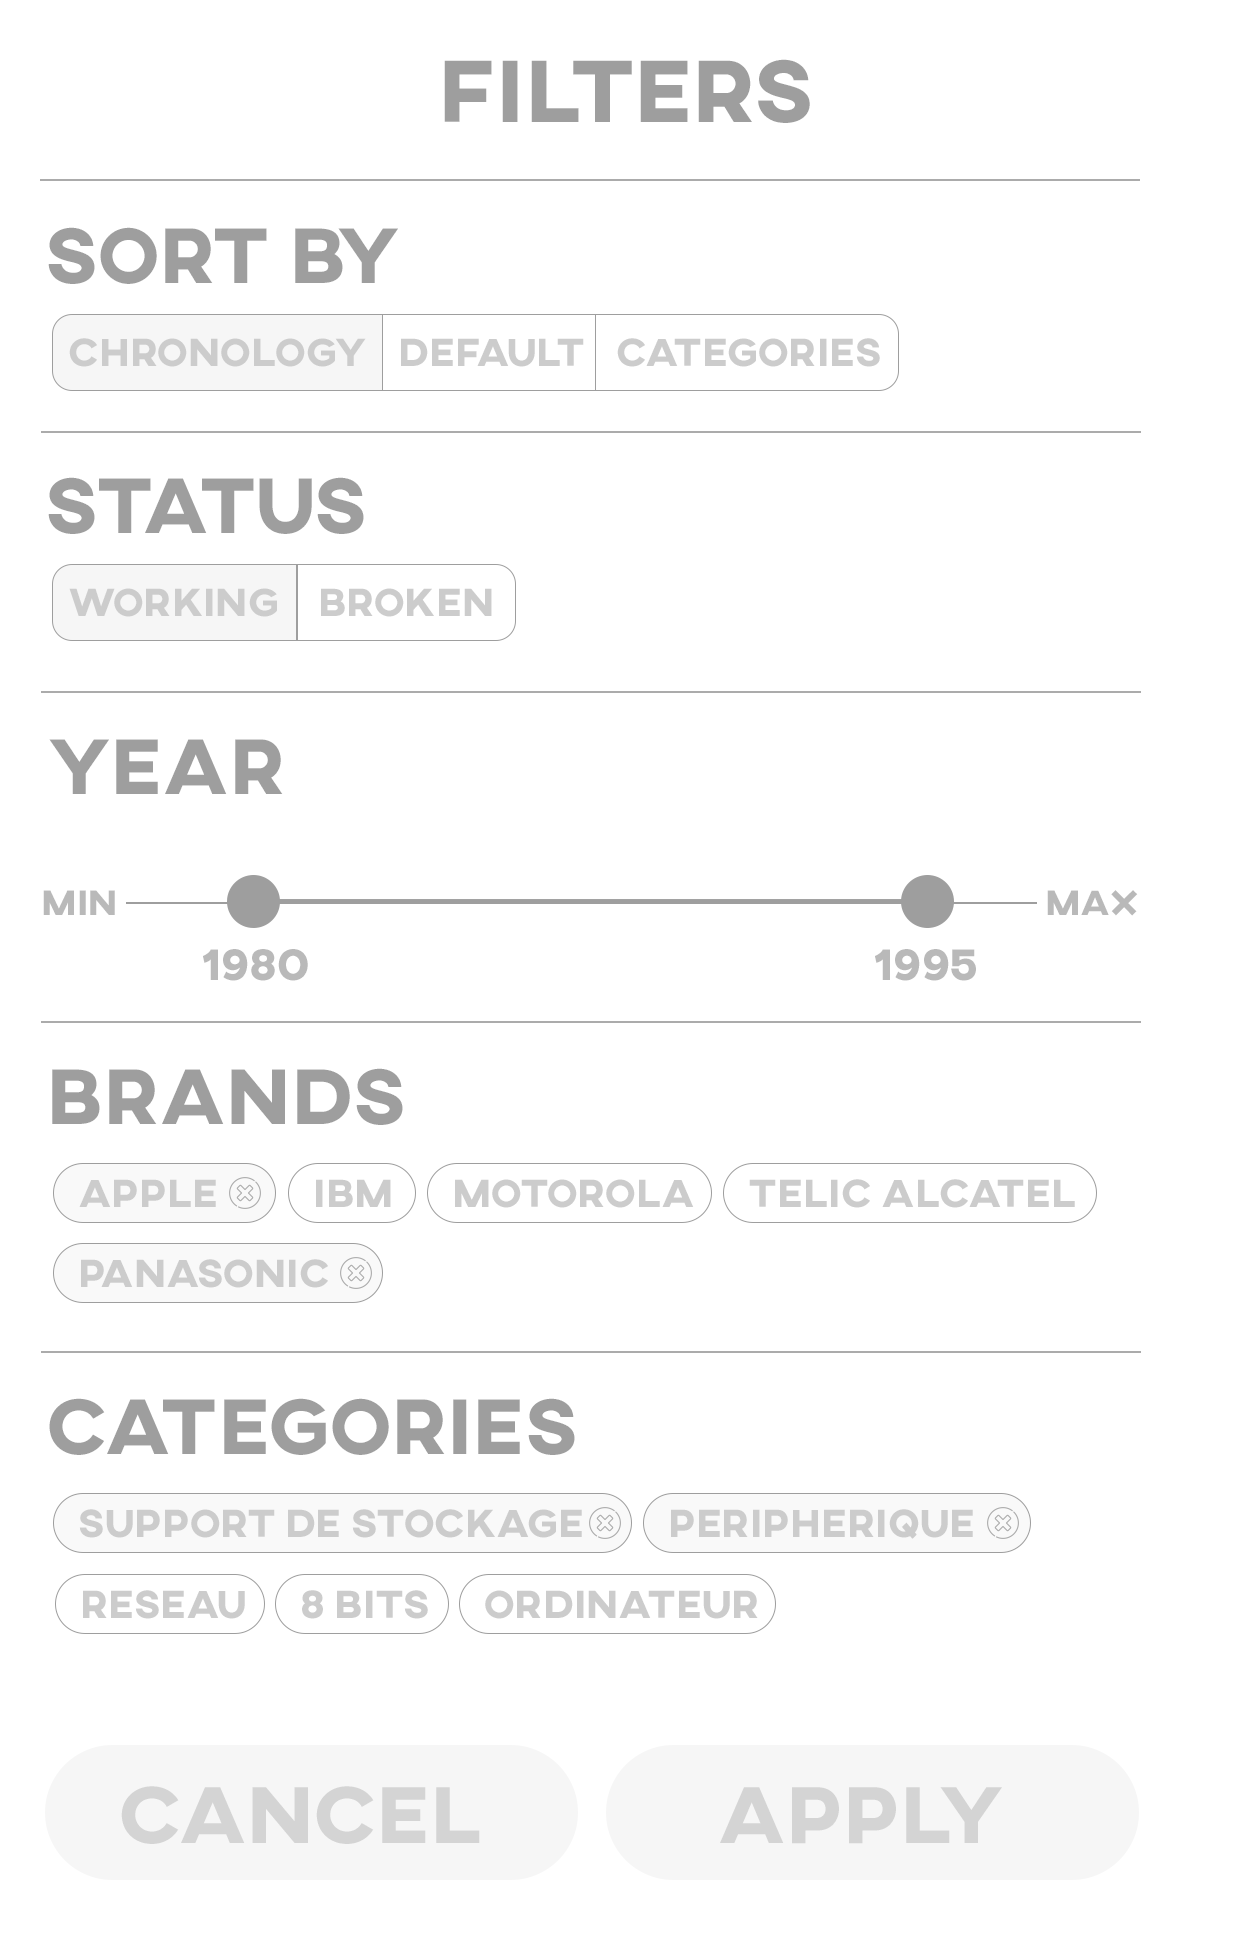 FILTERS
SORT BY
CHRONOLOGY DEFAULT CATEGORIES
STATUS
WORKING BROKEN
YEAR
MIN MAX
1980 1995
BRANDS
APPLE IBM MOTOROLA TELIC ALCATEL
PANASONIC
CATEGORIES
SUPPORT DE STOCKAGE PERIPHERIQUE
RESEAU 8 BITS ORDINATEUR
CANCEL APPLY